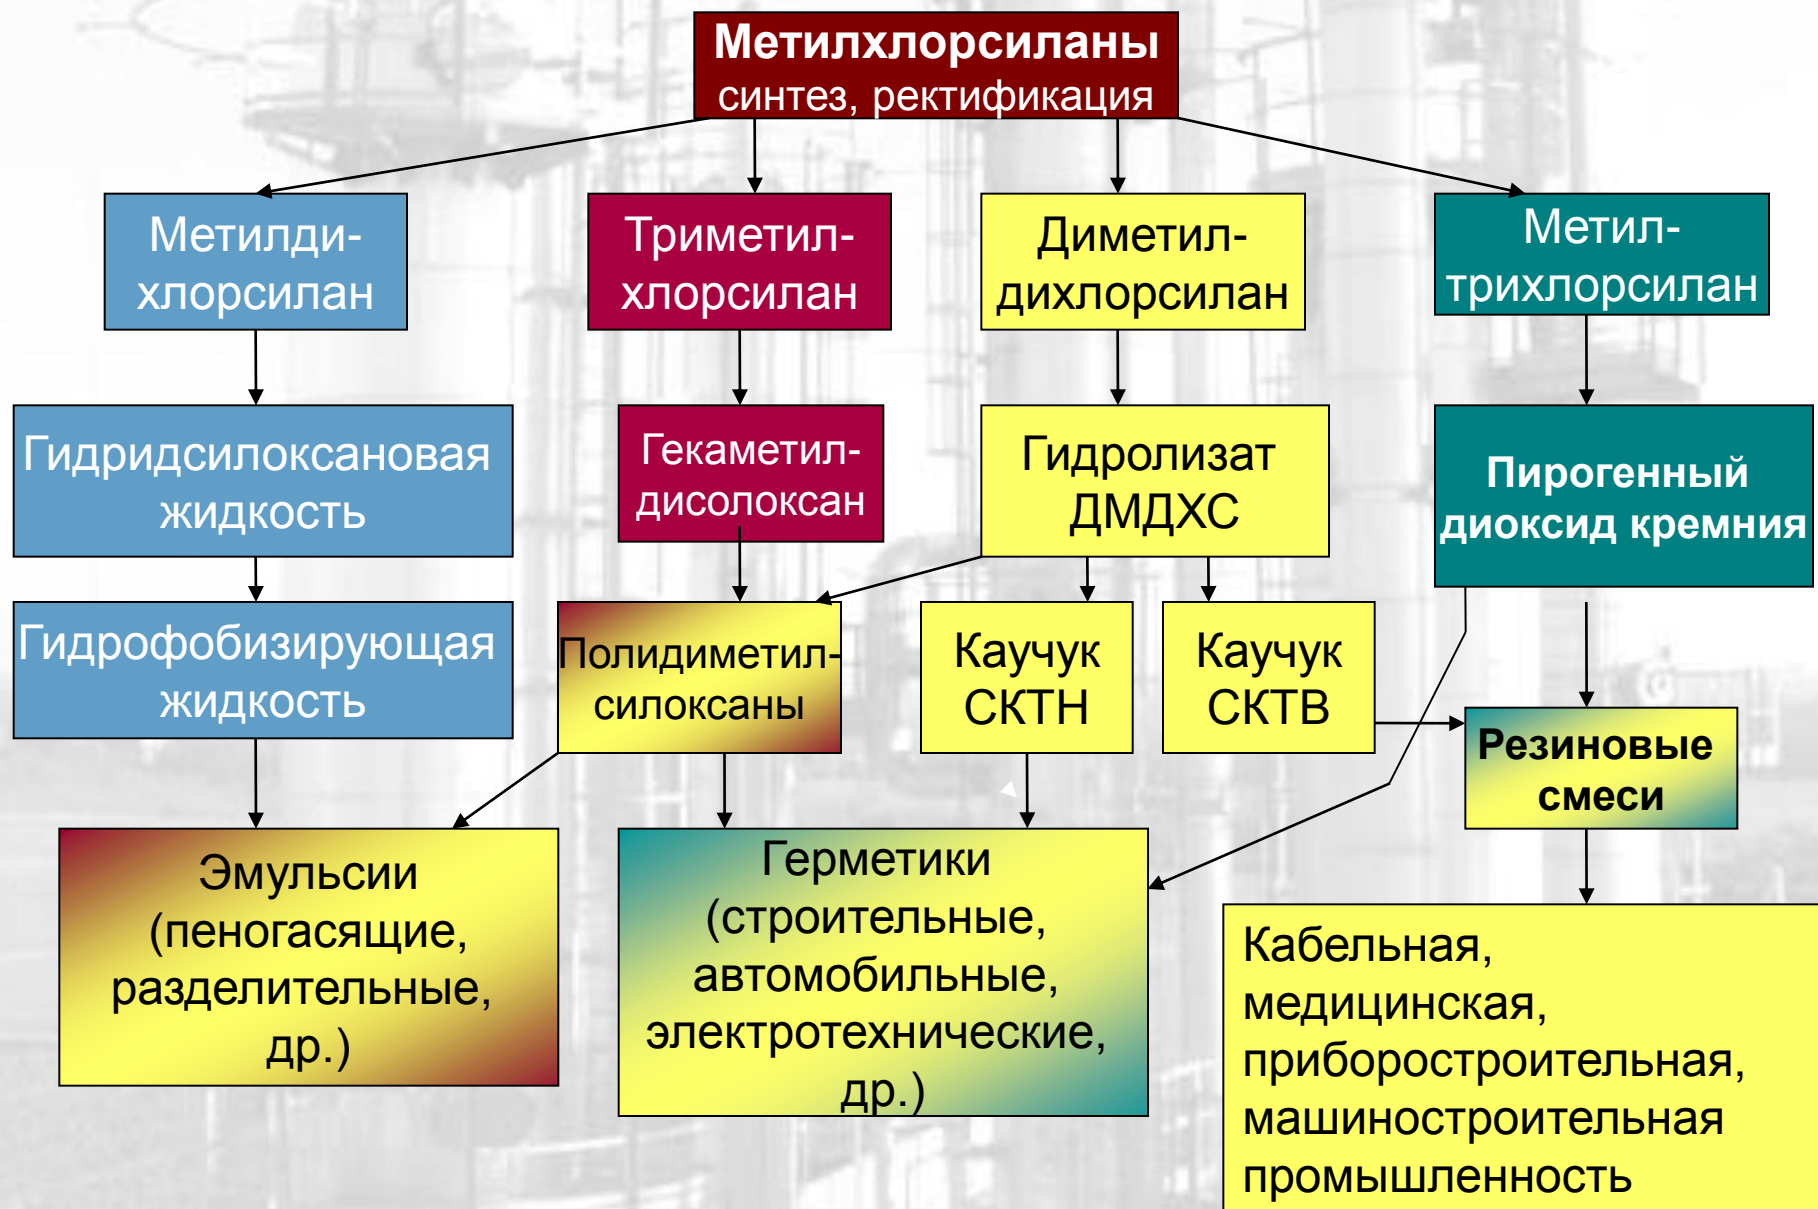 Метилхлорсиланы
синтез, ректификация
Метилди-
хлорсилан
Триметил-
хлорсилан
Диметил-
дихлорсилан
Метил-
трихлорсилан
Гидридсилоксановая
жидкость
Гекаметил-
дисолоксан
Гидролизат
ДМДХС
Пирогенный
диоксид кремния
Гидрофобизирующая
жидкость
Полидиметил-
силоксаны
Каучук
СКТН
Каучук
СКТВ
Резиновые
смеси
Эмульсии
(пеногасящие,
разделительные,
др.)
Герметики
(строительные,
автомобильные,
электротехнические,
др.)
Кабельная,
медицинская,
приборостроительная,
машиностроительная
промышленность